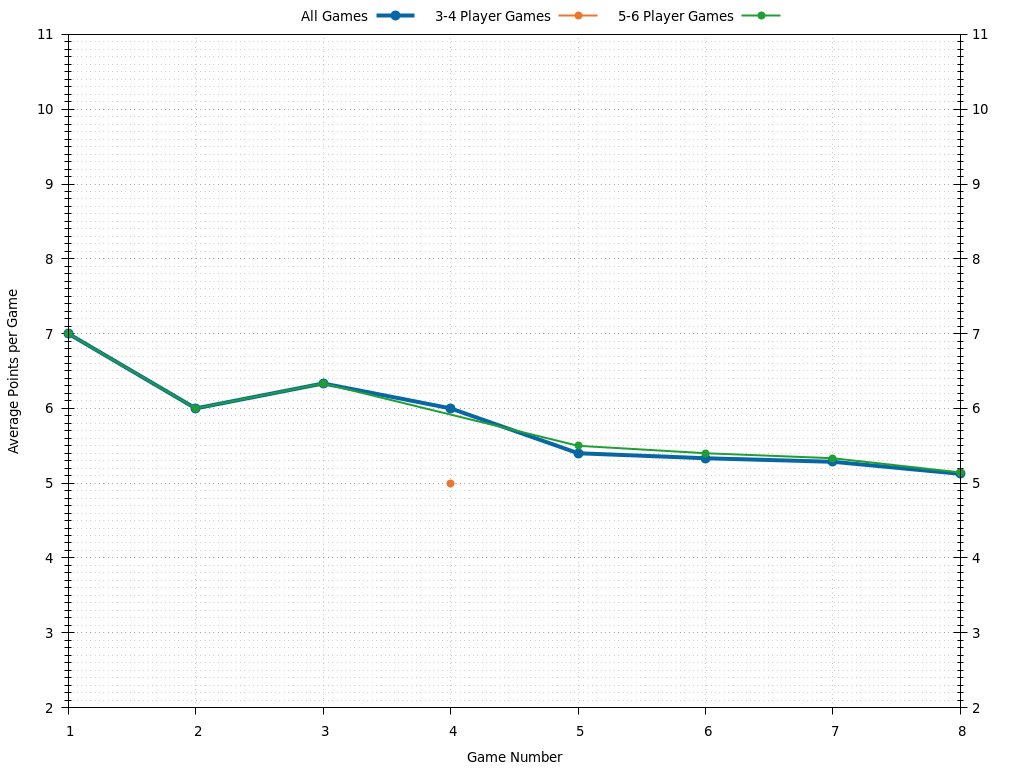 All Games 3-4 Player Games 5-6 Player Games
11 11
10 10
9 9
8 8
7 7
6 6
5 5
4 4
3 3
2 2
Average Points per Game
1 2 3 4 5 6 7 8
Game Number